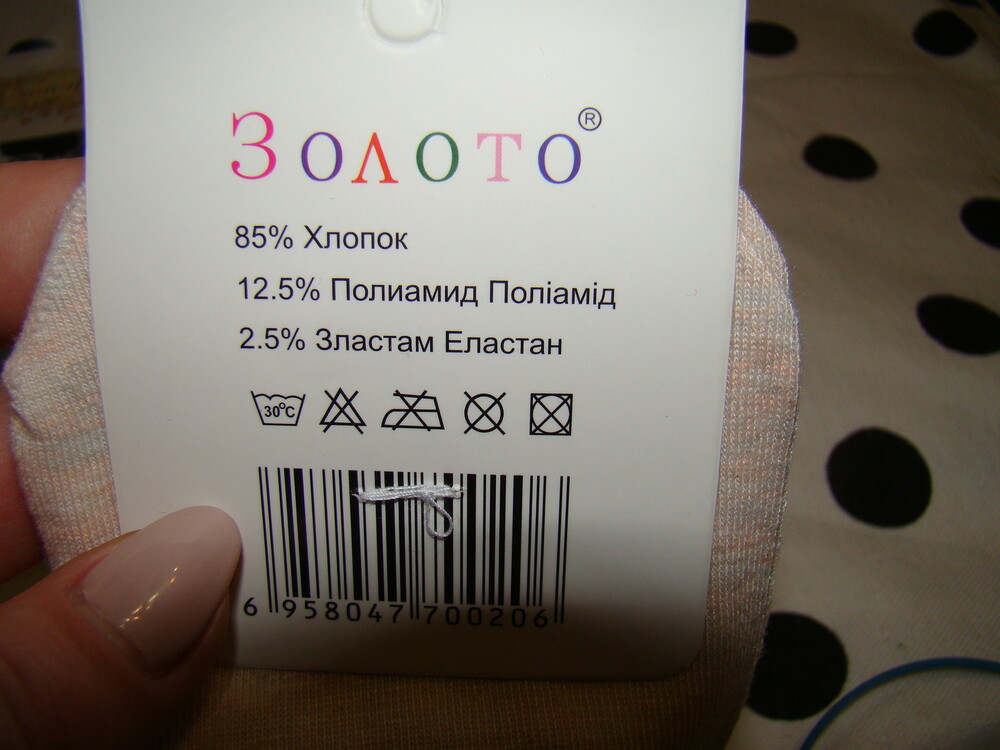 Золото®
85% Хлопок
12.5% Полиамид Поліамід
2.5% Зластам Еластан
30°C
6 958047 700206